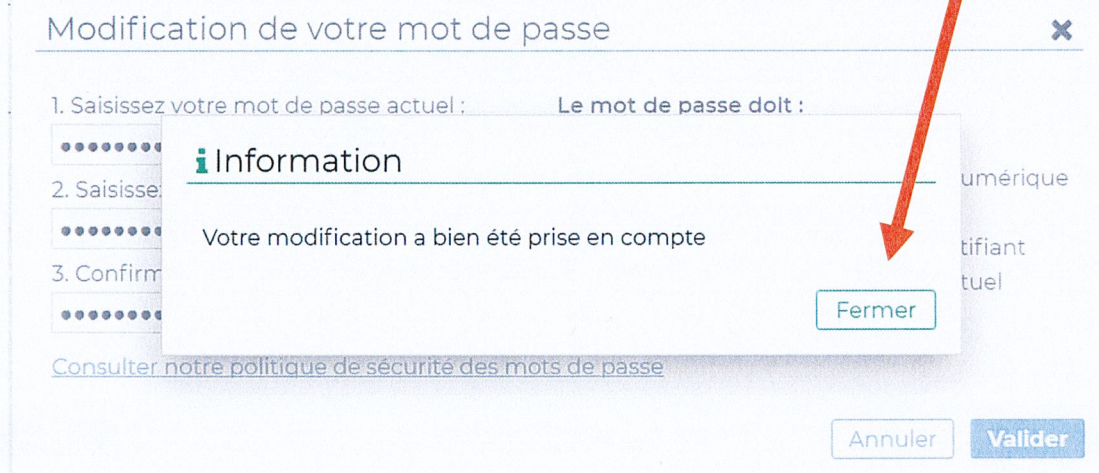 Modification de votre mot de passe
1. Saisissez votre mot de passe actuel :
Le mot de passe doit :
Information
umérique
2. Saisisse
Votre modification a bien été prise en compte
tifiant
3. Confirm
tuel
Fermer
Consulter notre politique de sécurité des mots de passe
Annuler
Valider